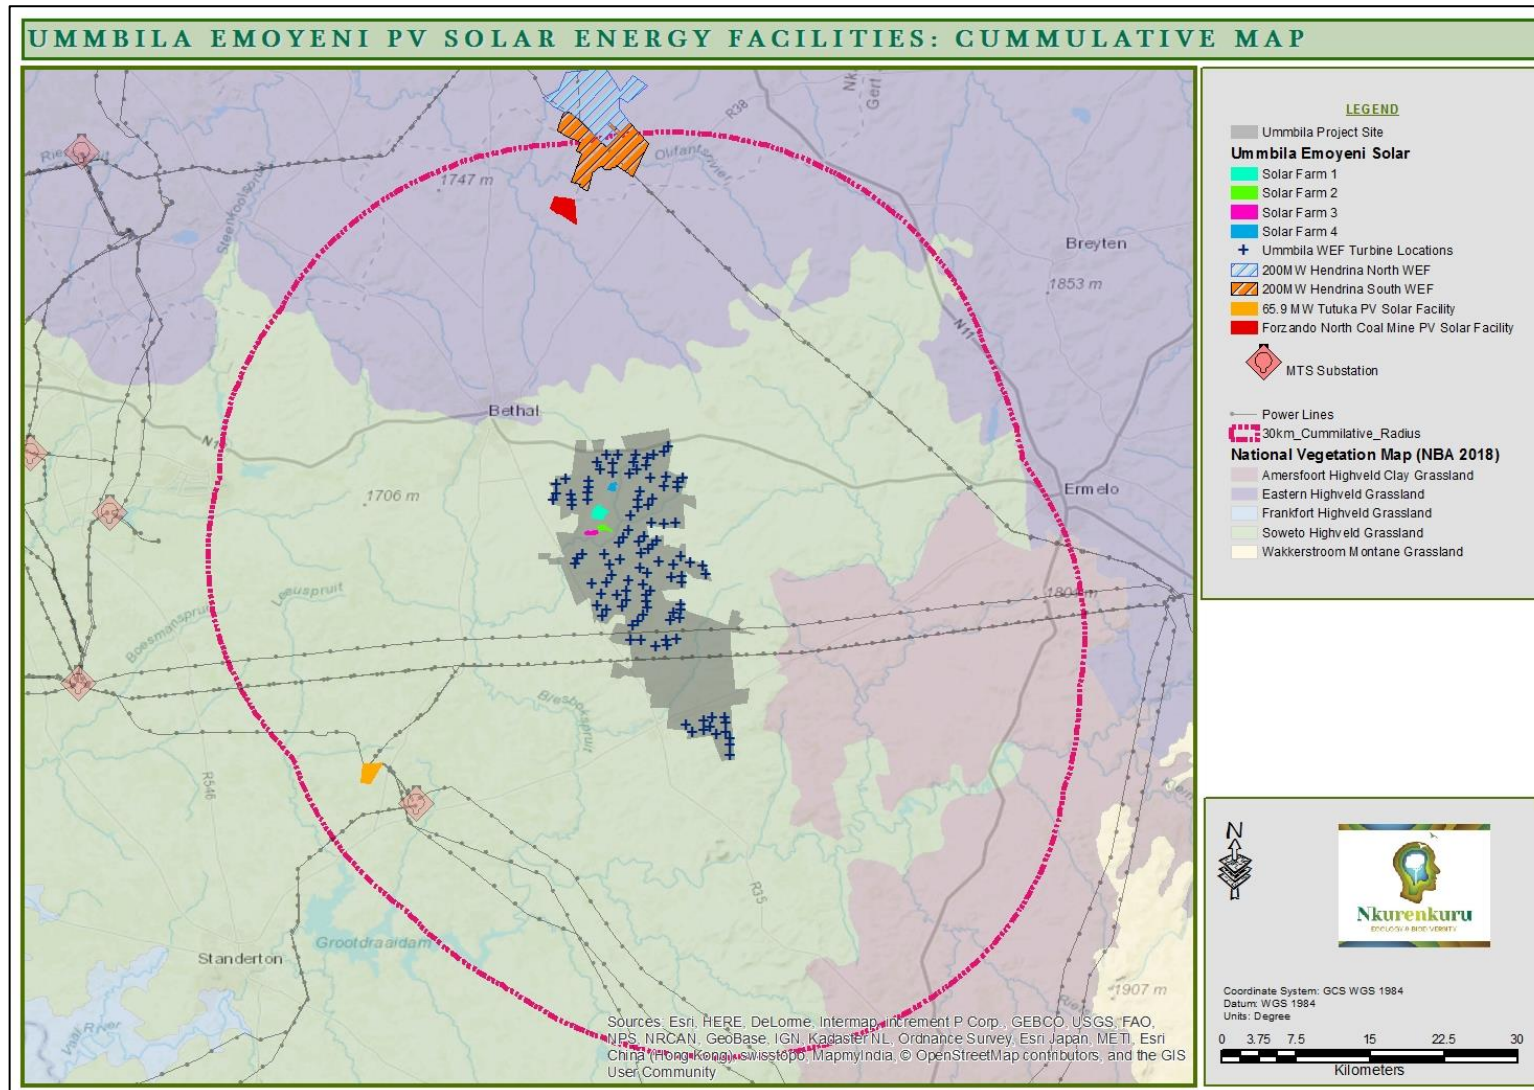 UMMBILA EMOYENI PV SOLAR ENERGY FACILITIES: CUMMULATIVE MAP
R38
Gert
Olifantsrivier
1747 m
Steenkoolspruit
Breyten
1853 m
N11
Bethal
1706 m
Ermelo
Leeuspruit
Boesmanspruit
Blesbokspruit
R546
R35
Grootdraaidam
Standerton
Vaal River
1907 m
Sources: Esri, HERE, DeLorme, Intermap, increment P Corp., GEBCO, USGS, FAO,
NPS, NRCAN, GeoBase, IGN, Kadaster NL, Ordnance Survey, Esri Japan, METI, Esri
China (Hong Kong), swisstopo, MapmyIndia, © OpenStreetMap contributors, and the GIS
User Community
LEGEND
Ummbila Project Site
Ummbila Emoyeni Solar
Solar Farm 1
Solar Farm 2
Solar Farm 3
Solar Farm 4
Ummbila WEF Turbine Locations
200MW Hendrina North WEF
200MW Hendrina South WEF
65.9 MW Tutuka PV Solar Facility
Forzando North Coal Mine PV Solar Facility
MTS Substation
Power Lines
30km_Cummilative_Radius
National Vegetation Map (NBA 2018)
Amersfoort Highveld Clay Grassland
Eastern Highveld Grassland
Frankfort Highveld Grassland
Soweto Highveld Grassland
Wakkerstroom Montane Grassland
N
Nkurenkuru
ECOLOGY & BIODIVERSITY
Coordinate System: GCS WGS 1984
Datum: WGS 1984
Units: Degree
0 3.75 7.5 15 22.5 30
Kilometers